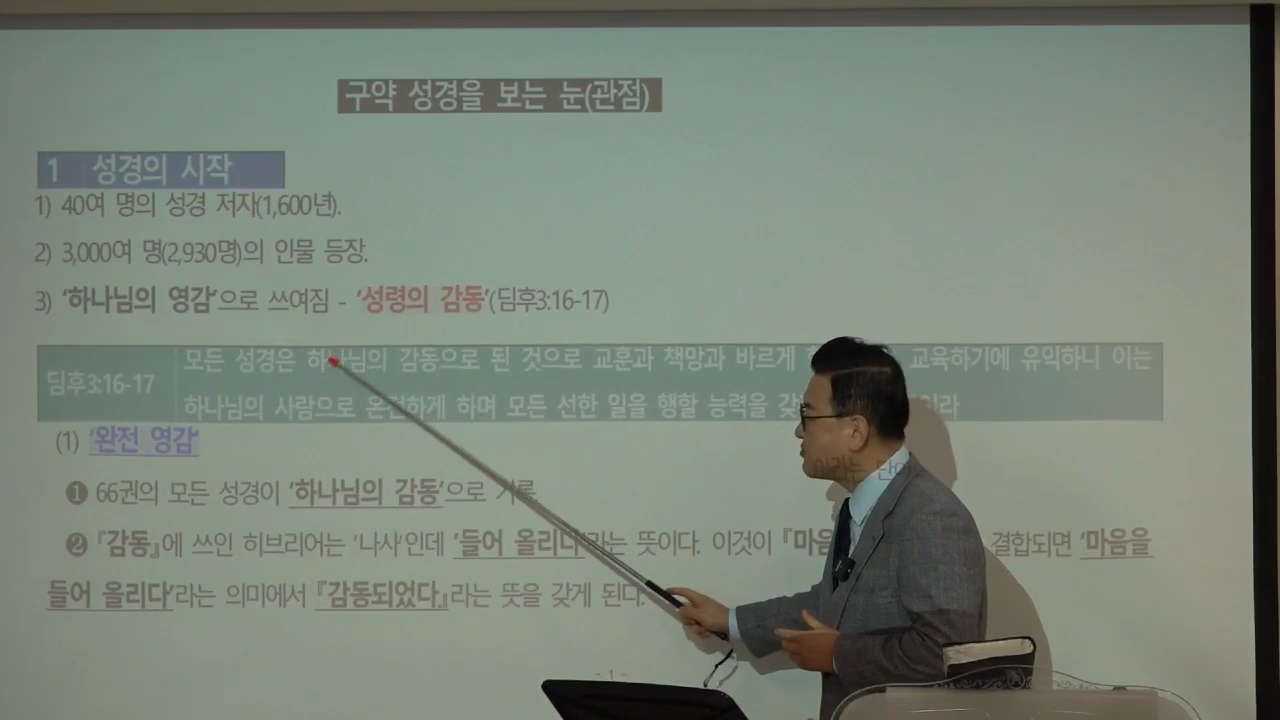 구약 성경을 보는 눈(관점)
1 성경의 시작
1) 40여 명의 성경 저자(1,600년).
2) 3,000여 명(2,930명)의 인물 등장.
3) '하나님의 영감'으로 쓰여짐 - '성령의 감동'(딤후3:16-17)
모든 성경은 하나님의 감동으로 된 것으로 교훈과 책망과 바르게 교육하기에 유익하니 이는
딤후3:16-17
하나님의 사람으로 온전하게 하며 모든 선한 일을 행할 능력을
(1) '완전 영감'
❶ 66권의 모든 성경이 '하나님의 감동'으로 기록
❷ 『감동』에 쓰인 히브리어는 '나사'인데 '들어 올리다'라는 뜻이다. 이것이 『마음 결합되면 '마음을
들어 올리다'라는 의미에서 『감동되었다』라는 뜻을 갖게 된다.